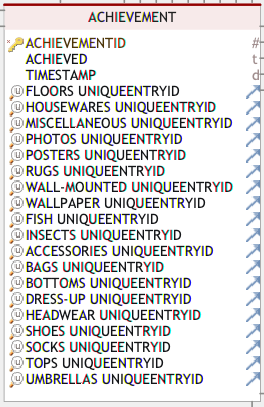 ACHIEVEMENT
ACHIEVEMENTID #
ACHIEVED t
TIMESTAMP d
FLOORS UNIQUEENTRYID
HOUSEWARES UNIQUEENTRYID
MISCELLANEOUS UNIQUEENTRYID
PHOTOS UNIQUEENTRYID
POSTERS UNIQUEENTRYID
RUGS UNIQUEENTRYID
WALL-MOUNTED UNIQUEENTRYID
WALLPAPER UNIQUEENTRYID
FISH UNIQUEENTRYID
INSECTS UNIQUEENTRYID
ACCESSORIES UNIQUEENTRYID
BAGS UNIQUEENTRYID
BOTTOMS UNIQUEENTRYID
DRESS-UP UNIQUEENTRYID
HEADWEAR UNIQUEENTRYID
SHOES UNIQUEENTRYID
SOCKS UNIQUEENTRYID
TOPS UNIQUEENTRYID
UMBRELLAS UNIQUEENTRYID